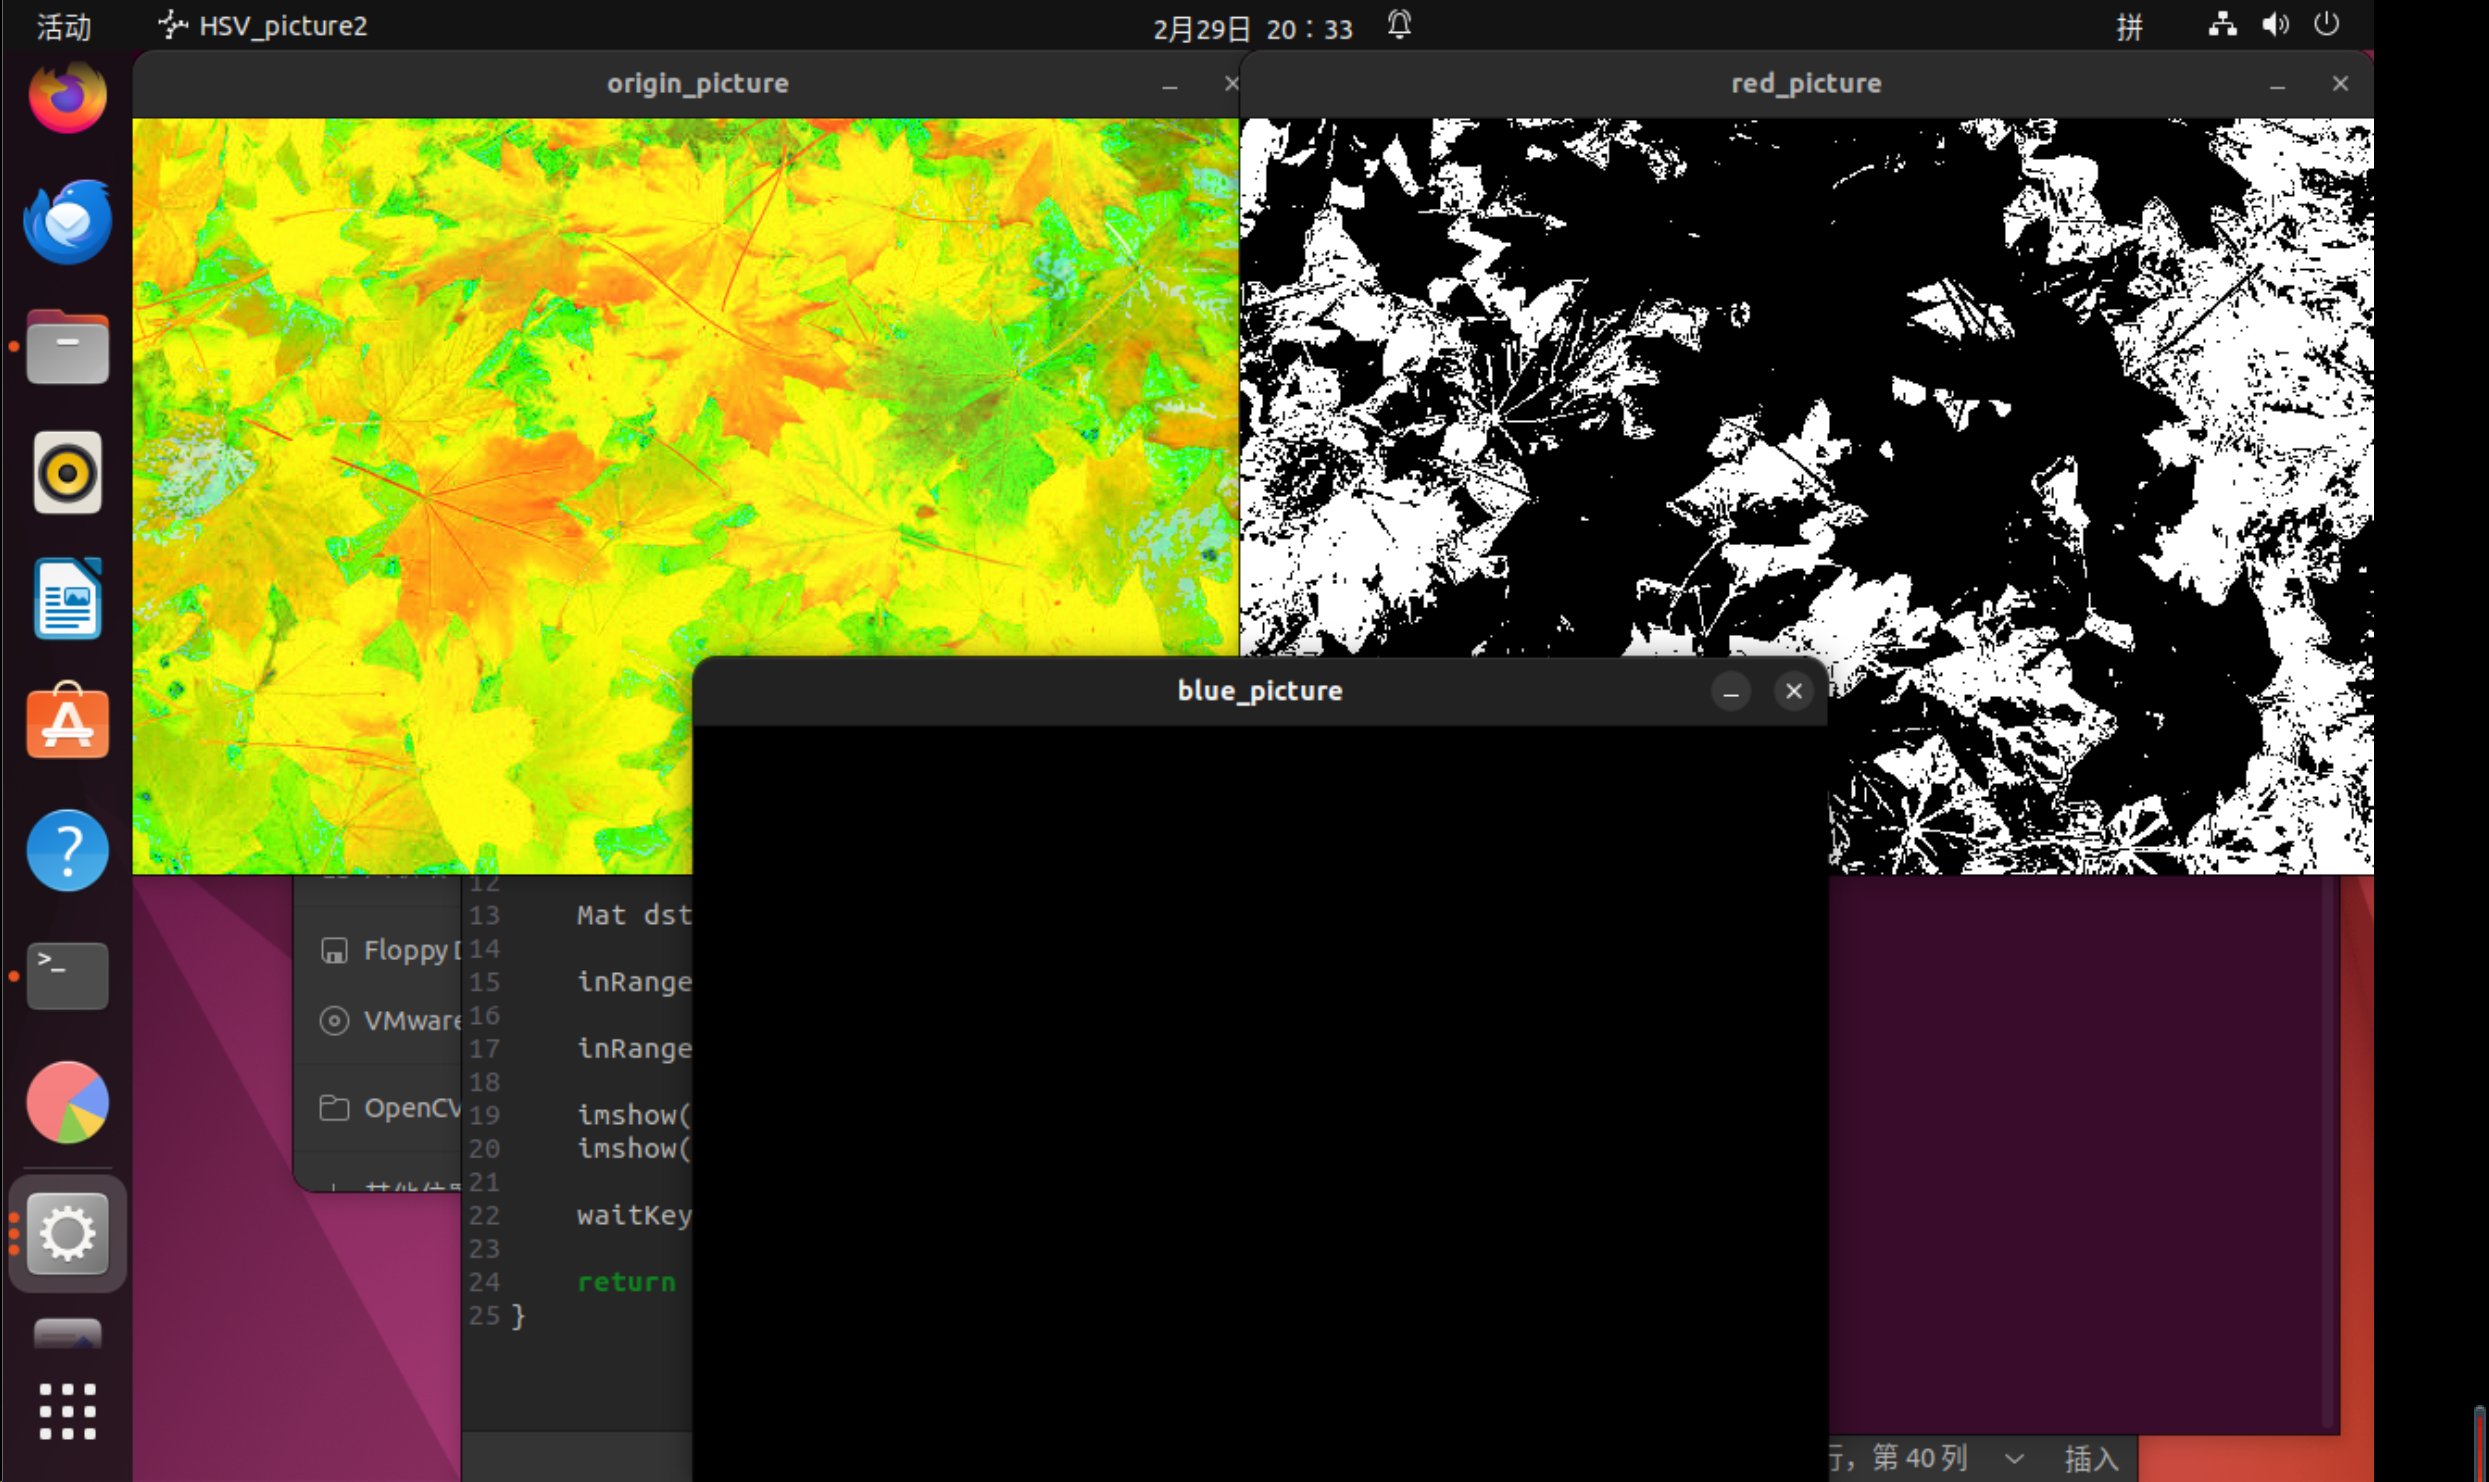 活动
HSV_picture2
2月29日 20：33
拼
origin_picture
red_picture
blue_picture
12
13 Mat dst
14
15 inRange
16
17 inRange
18
19 imshow(
20 imshow(
21
22 waitKey
23
24 return
25 }
Floppy
VMware
OpenCV
行，第 40 列
插入